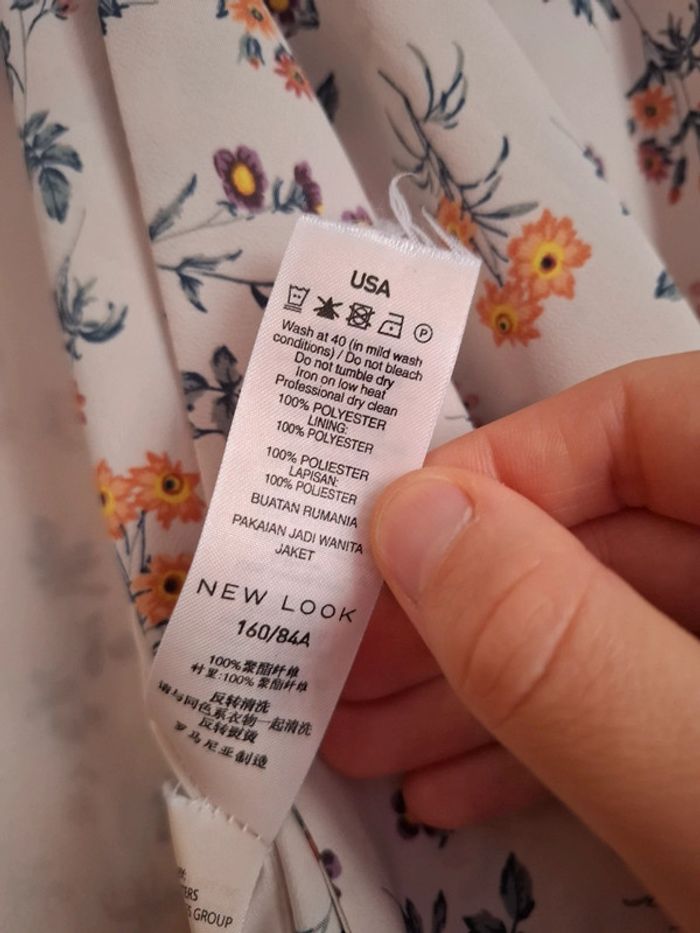 USA
P
Wash at 40 (in mild wash
conditions) / Do not bleach
Do not tumble dry
Iron on low heat
Professional dry clean
100% POLYESTER
LINING:
100% POLYESTER
100% POLIESTER
LAPISAN:
100% POLIESTER
BUATAN RUMANIA
PAKAIAN JADI WANITA
JAKET
NEW LOOK
160/84A
100%聚酯纤维
衬里:100%聚酯纤维
反转清洗
请与同色系衣物一起清洗
反转熨烫
罗马尼亚制造
GROUP